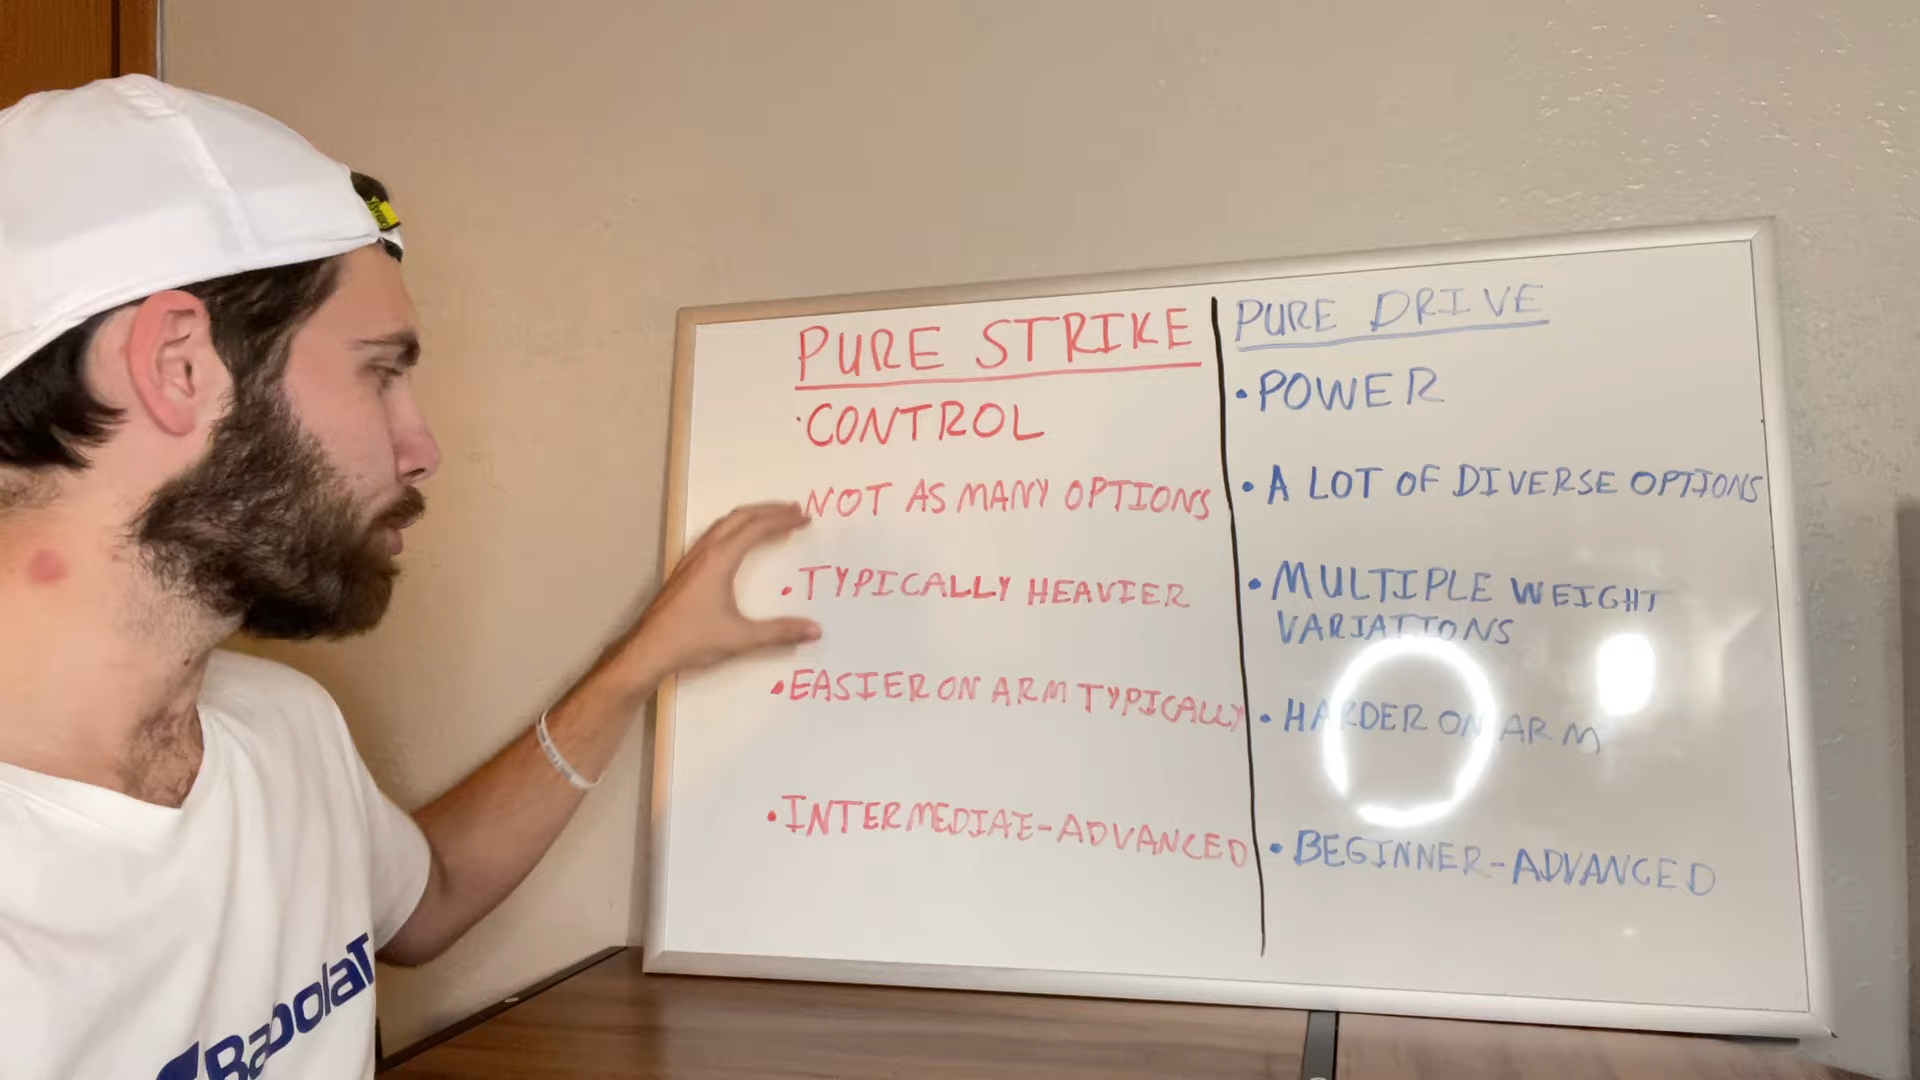 PURE STRIKE
•CONTROL
NOT AS MANY OPTIONS
•TYPICALLY HEAVIER
•EASIER ON ARM TYPICALLY
•INTERMEDIATE-ADVANCED
PURE DRIVE
•POWER
•A LOT OF DIVERSE OPTIONS
•MULTIPLE WEIGHT
VARIATIONS
•HARDER ON ARM
•BEGINNER-ADVANCED
Babolat